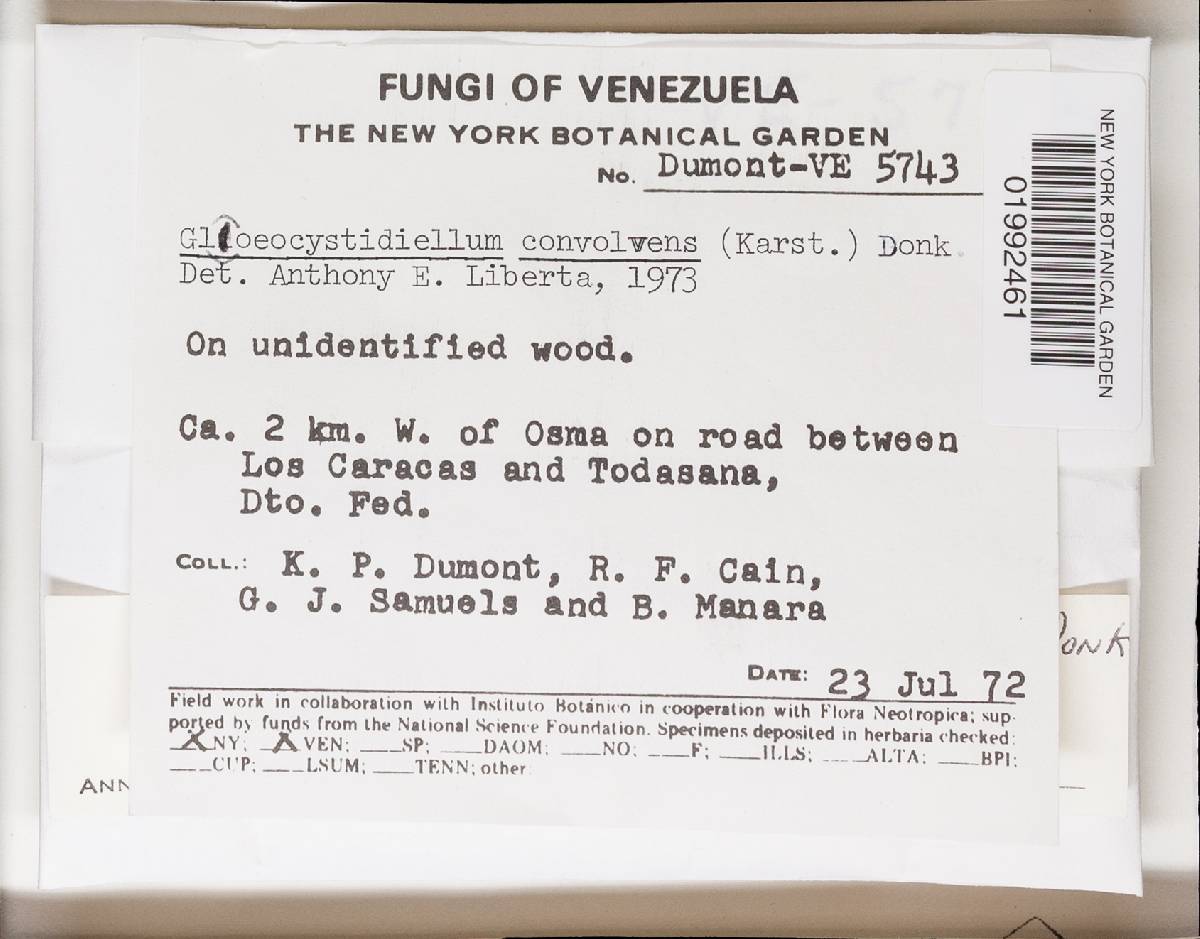 FUNGI OF VENEZUELA
THE NEW YORK BOTANICAL GARDEN
No. Dumont-VE 5743
Gloeocystidiellum convolvens (Karst.) Donk.
Det. Anthony E. Liberta, 1973
On unidentified wood.
Ca. 2 km. W. of Osma on road between
Los Caracas and Todasana,
Dto. Fed.
COLL.: K. P. Dumont, R. F. Cain,
G. J. Samuels and B. Manara
DATE: 23 Jul 72
Field work in collaboration with Instituto Botánico in cooperation with Flora Neotropica; sup-
ported by funds from the National Science Foundation. Specimens deposited in herbaria checked:
X NY; X VEN; ___SP; ___DAOM; ___NO; ___F; ___ILLS; ___ALTA; ___BPI;
___CUP; ___LSUM; ___TENN; other
NEW YORK BOTANICAL GARDEN
01992461
DONK
ANN